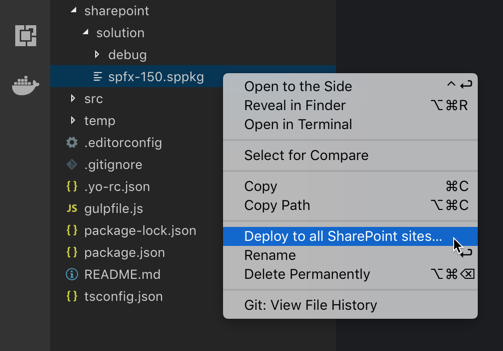 sharepoint
solution
debug
spfx-150.sppkg
src
temp
.editorconfig
.gitignore
{} .yo-rc.json
JS gulpfile.js
{} package-lock.json
{} package.json
README.md
{} tsconfig.json
Open to the Side ⌃↩
Reveal in Finder ⌥⌘R
Open in Terminal
Select for Compare
Copy ⌘C
Copy Path ⌥⌘C
Deploy to all SharePoint sites...
Rename ↩
Delete Permanently ⌥⌘⌫
Git: View File History